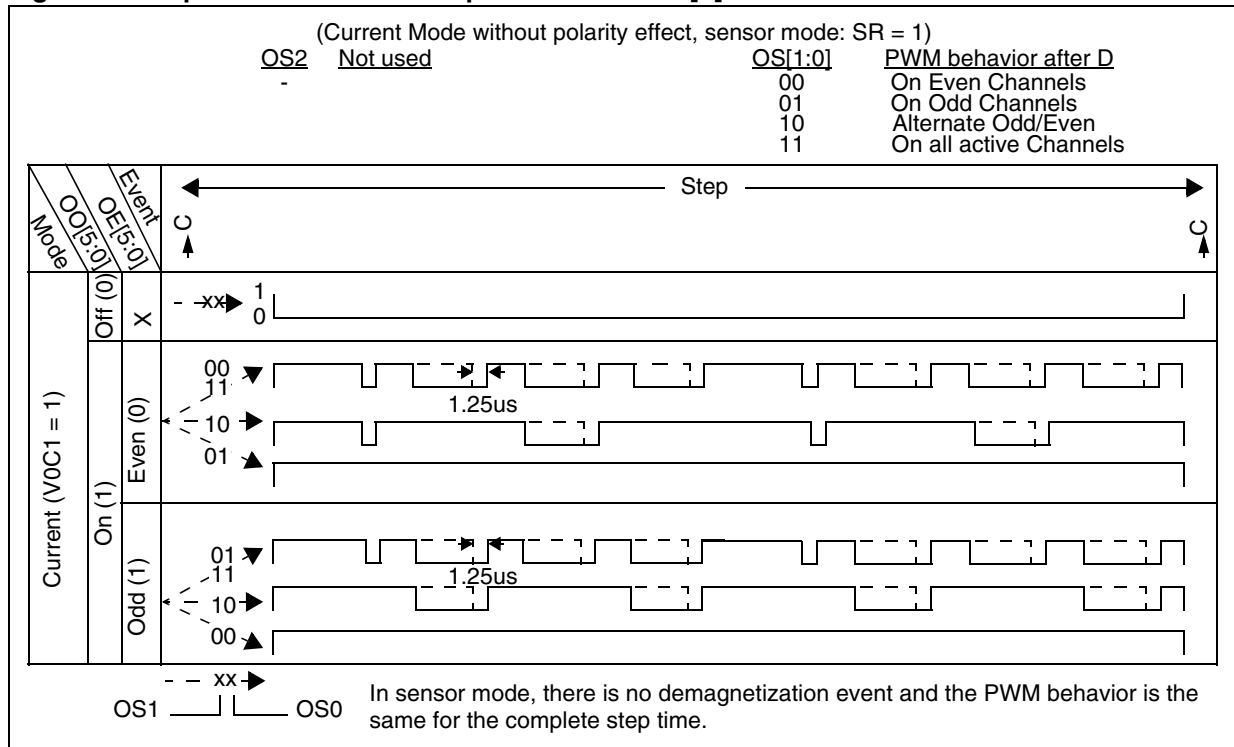 (Current Mode without polarity effect, sensor mode: SR = 1)
OS2 Not used OS[1:0] PWM behavior after D
- 00 On Even Channels
01 On Odd Channels
10 Alternate Odd/Even
11 On all active Channels
Mode
OO[5:0]
OE[5:0]
Event
Step
C
C
Current (V0C1 = 1)
Off (0)
X
xx
1
0
On (1)
Even (0)
00
11
1.25us
10
01
Odd (1)
01
11
1.25us
10
00
xx
OS1 OS0
In sensor mode, there is no demagnetization event and the PWM behavior is the
same for the complete step time.